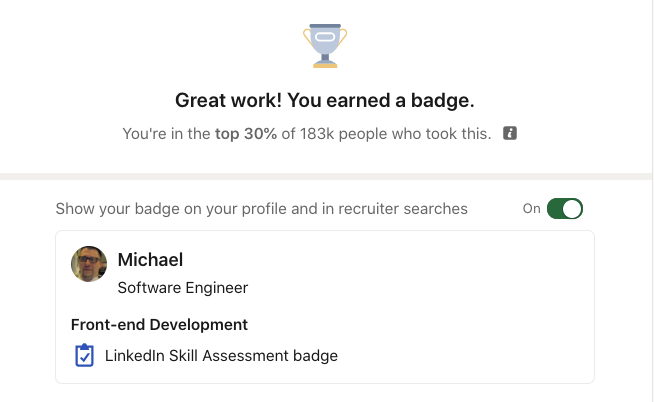 Great work! You earned a badge.
You're in the top 30% of 183k people who took this.
Show your badge on your profile and in recruiter searches
On
Michael
Software Engineer
Front-end Development
LinkedIn Skill Assessment badge